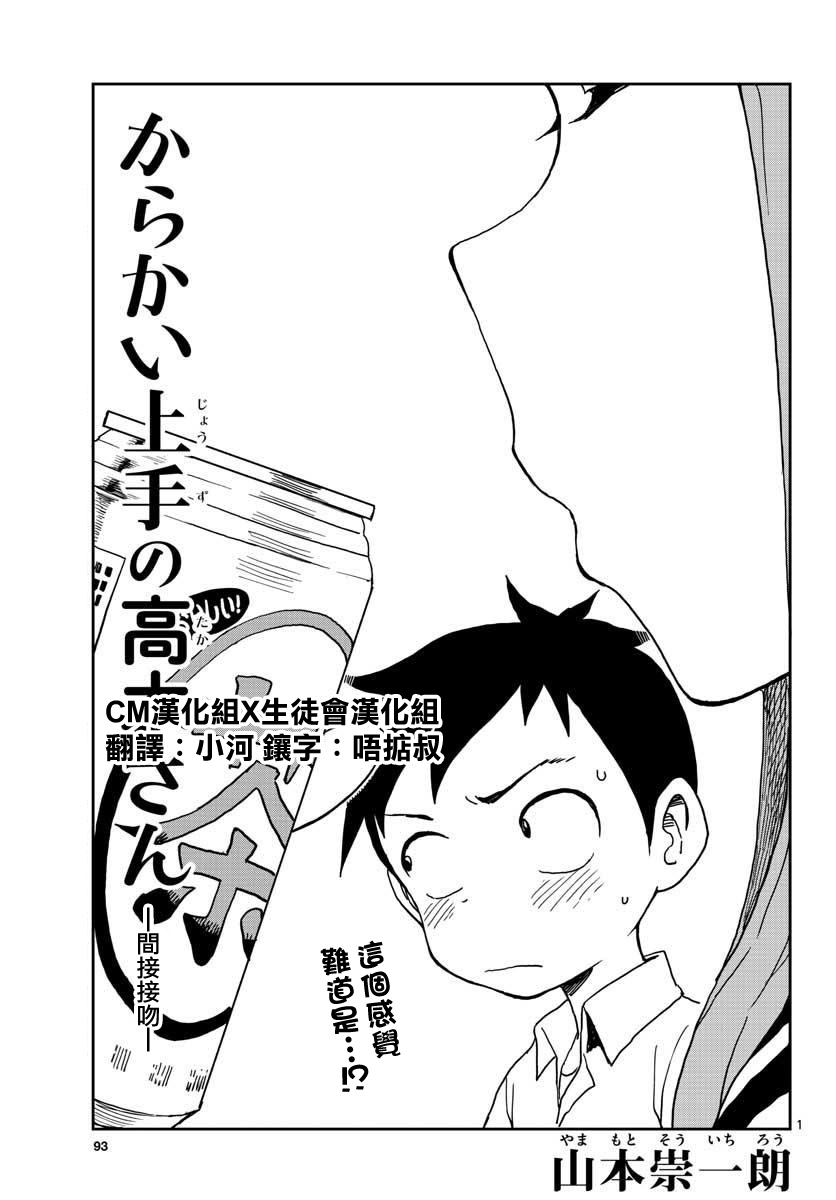 からかい上手の高木さん
じょうず
たか
しい!
CM漢化組X生徒會漢化組
翻譯：小河 鑲字：唔掂叔
—間接接吻—
這個感覺
難道是…!?
1
93
やまもとそういちろう
山本崇一朗